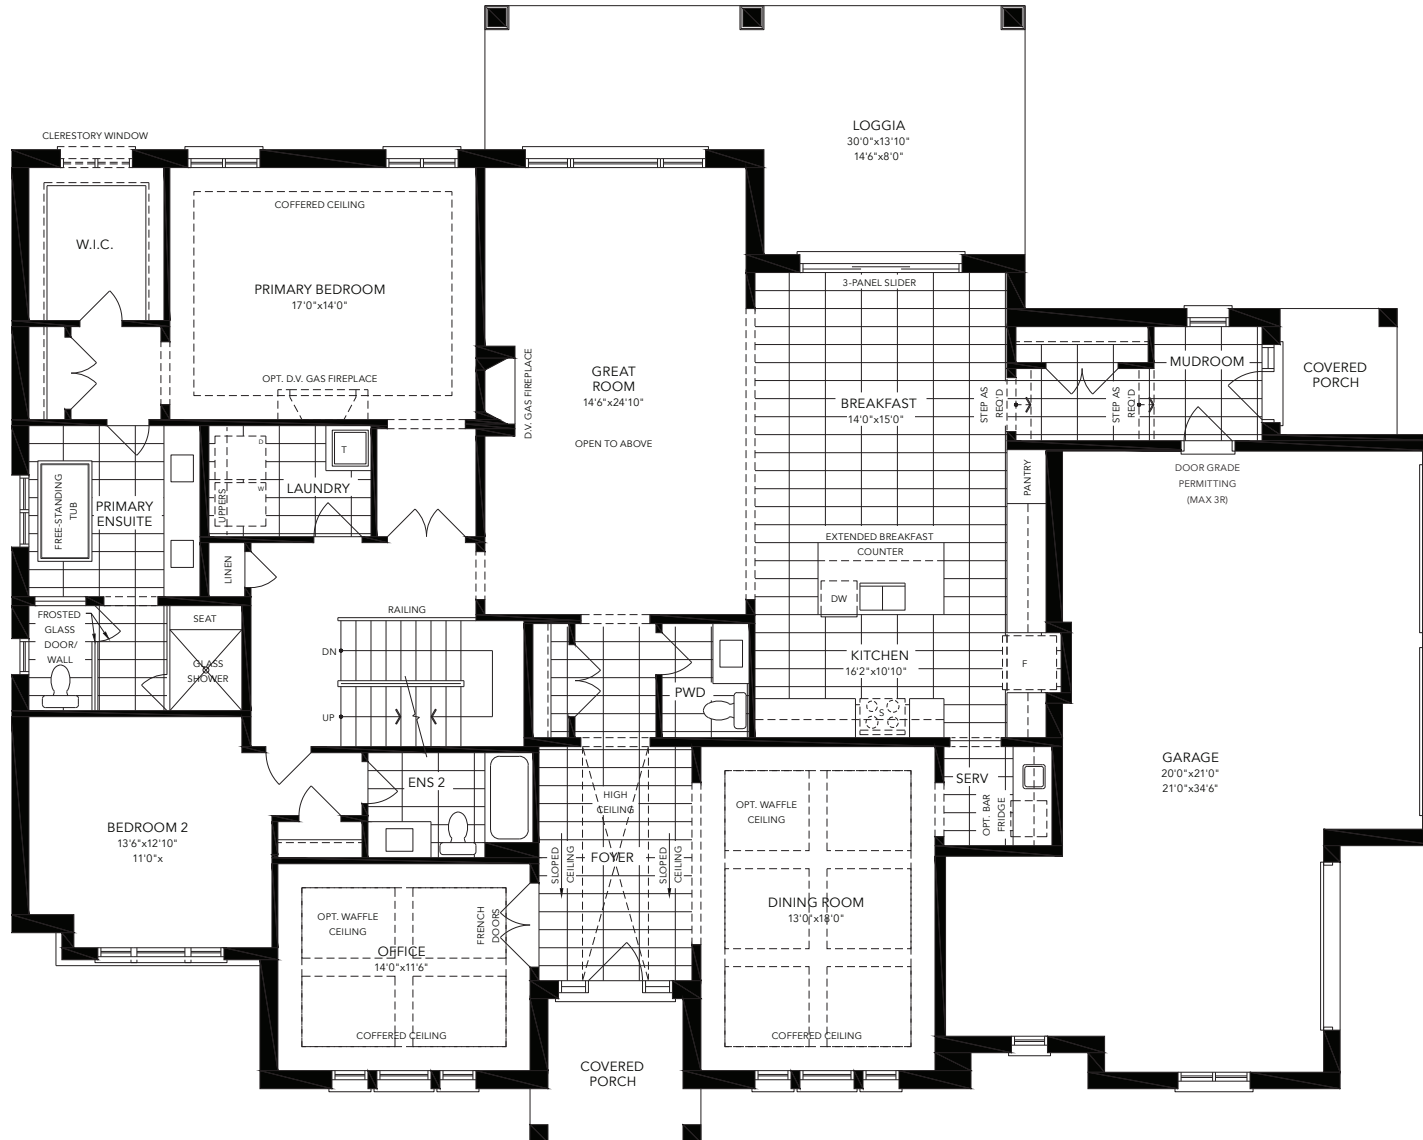 LOGGIA
30'0"x13'10"
14'6"x8'0"
CLERESTORY WINDOW
COFFERED CEILING
W.I.C.
PRIMARY BEDROOM
17'0"x14'0"
OPT. D.V. GAS FIREPLACE
D.V. GAS FIREPLACE
GREAT
ROOM
14'6"x24'10"
OPEN TO ABOVE
3-PANEL SLIDER
BREAKFAST
14'0"x15'0"
STEP AS
REQ'D
STEP AS
REQ'D
MUDROOM
COVERED
PORCH
DOOR GRADE
PERMITTING
(MAX 3R)
PANTRY
D
W
T
UPPERS
LAUNDRY
FREE-STANDING
TUB
PRIMARY
ENSUITE
LINEN
EXTENDED BREAKFAST
COUNTER
DW
FROSTED
GLASS
DOOR/
WALL
SEAT
GLASS
SHOWER
RAILING
DN
UP
PWD
KITCHEN
16'2"x10'10"
F
S
GARAGE
20'0"x21'0"
21'0"x34'6"
ENS 2
HIGH
CEILING
SLOPED
CEILING
FOYER
SLOPED
CEILING
OPT. WAFFLE
CEILING
SERV
OPT. BAR
FRIDGE
BEDROOM 2
13'6"x12'10"
11'0"x
DINING ROOM
13'0"x18'0"
COFFERED CEILING
OPT. WAFFLE
CEILING
FRENCH
DOORS
OFFICE
14'0"x11'6"
COFFERED CEILING
COVERED
PORCH